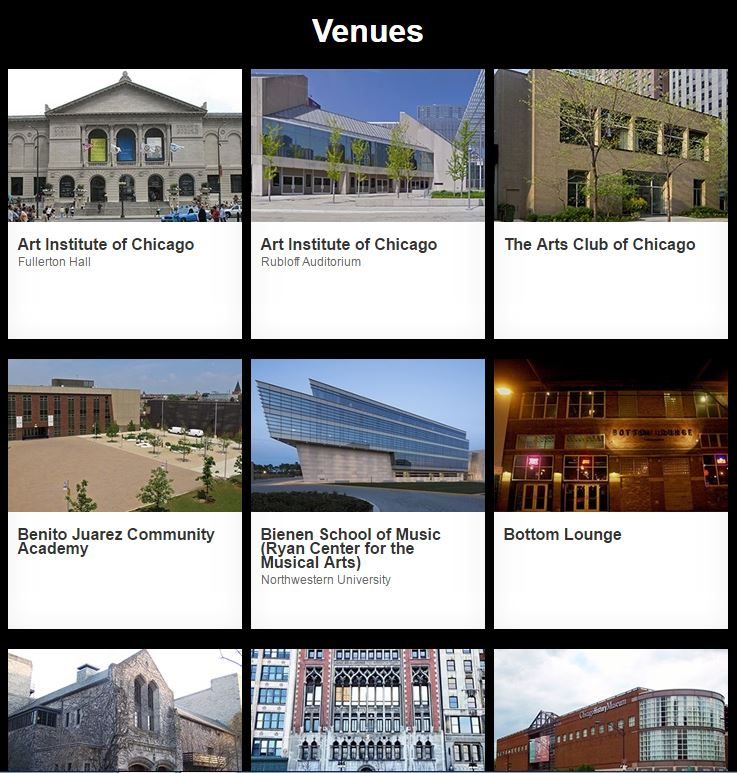 Venues
Art Institute of Chicago
Fullerton Hall
Art Institute of Chicago
Rubloff Auditorium
The Arts Club of Chicago
Benito Juarez Community
Academy
Bienen School of Music
(Ryan Center for the
Musical Arts)
Northwestern University
BOTTOM LOUNGE
Bottom Lounge
Chicago History Museum